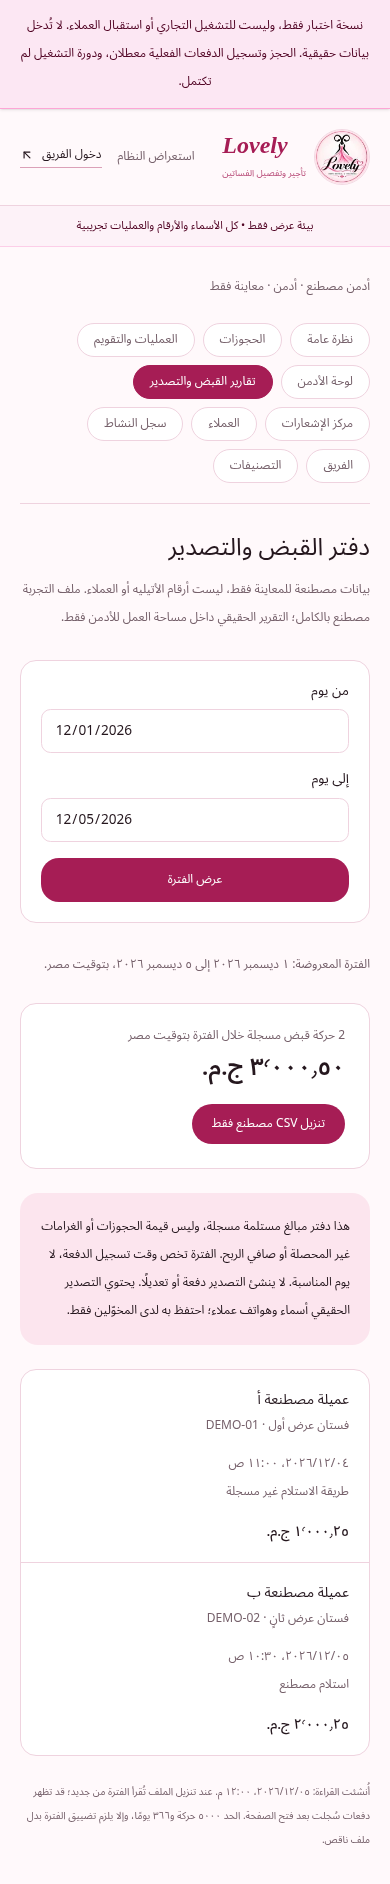 نسخة اختبار فقط، وليست للتشغيل التجاري أو استقبال العملاء. لا تُدخل
بيانات حقيقية. الحجز وتسجيل الدفعات الفعلية معطلان، ودورة التشغيل لم
تكتمل.
Lovely
Lovely
تأجير وتفصيل الفساتين
استعراض النظام
دخول الفريق
بيئة عرض فقط • كل الأسماء والأرقام والعمليات تجريبية
أدمن مصطنع · أدمن · معاينة فقط
نظرة عامة
الحجوزات
العمليات والتقويم
لوحة الأدمن
تقارير القبض والتصدير
مركز الإشعارات
العملاء
سجل النشاط
الفريق
التصنيفات
دفتر القبض والتصدير
بيانات مصطنعة للمعاينة فقط، ليست أرقام الأتيليه أو العملاء. ملف التجربة
مصطنع بالكامل؛ التقرير الحقيقي داخل مساحة العمل للأدمن فقط.
من يوم
12/01/2026
إلى يوم
12/05/2026
عرض الفترة
الفترة المعروضة: ١ ديسمبر ٢٠٢٦ إلى ٥ ديسمبر ٢٠٢٦، بتوقيت مصر.
2 حركة قبض مسجلة خلال الفترة بتوقيت مصر
٣٬٠٠٠٫٥٠ ج.م.
تنزيل CSV مصطنع فقط
هذا دفتر مبالغ مستلمة مسجلة، وليس قيمة الحجوزات أو الغرامات
غير المحصلة أو صافي الربح. الفترة تخص وقت تسجيل الدفعة، لا
يوم المناسبة. لا ينشئ التصدير دفعة أو تعديلًا. يحتوي التصدير
الحقيقي أسماء وهواتف عملاء؛ احتفظ به لدى المخوّلين فقط.
عميلة مصطنعة أ
فستان عرض أول · DEMO-01
٢٠٢٦/١٢/٠٤، ١١:٠٠ ص
طريقة الاستلام غير مسجلة
١٬٠٠٠٫٢٥ ج.م.
عميلة مصطنعة ب
فستان عرض ثانٍ · DEMO-02
٢٠٢٦/١٢/٠٥، ١٠:٣٠ ص
استلام مصطنع
٢٬٠٠٠٫٢٥ ج.م.
أُنشئت القراءة: ٢٠٢٦/١٢/٠٥، ١٢:٠٠ م. عند تنزيل الملف تُقرأ الفترة من جديد؛ قد تظهر
دفعات سُجلت بعد فتح الصفحة. الحد ٥٠٠٠ حركة و٣٦٦ يومًا، وإلا يلزم تضييق الفترة بدل
ملف ناقص.